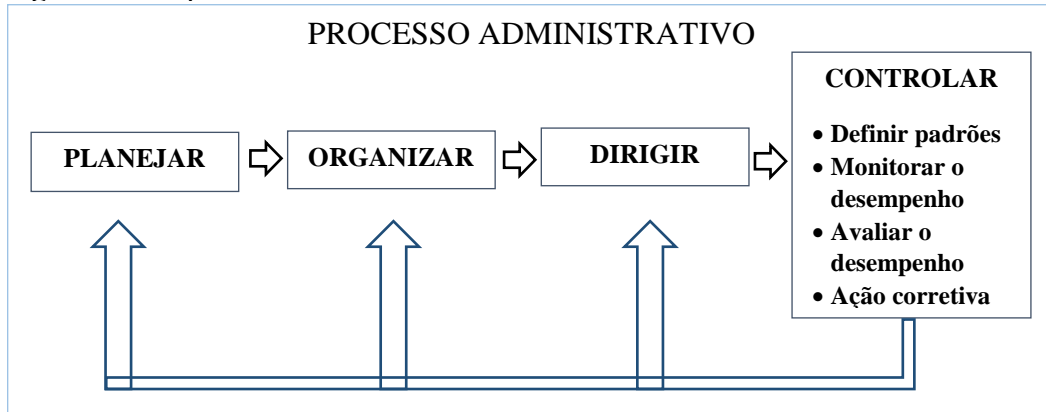 PROCESSO ADMINISTRATIVO
PLANEJAR
ORGANIZAR
DIRIGIR
CONTROLAR
• Definir padrões
• Monitorar o
desempenho
• Avaliar o
desempenho
• Ação corretiva